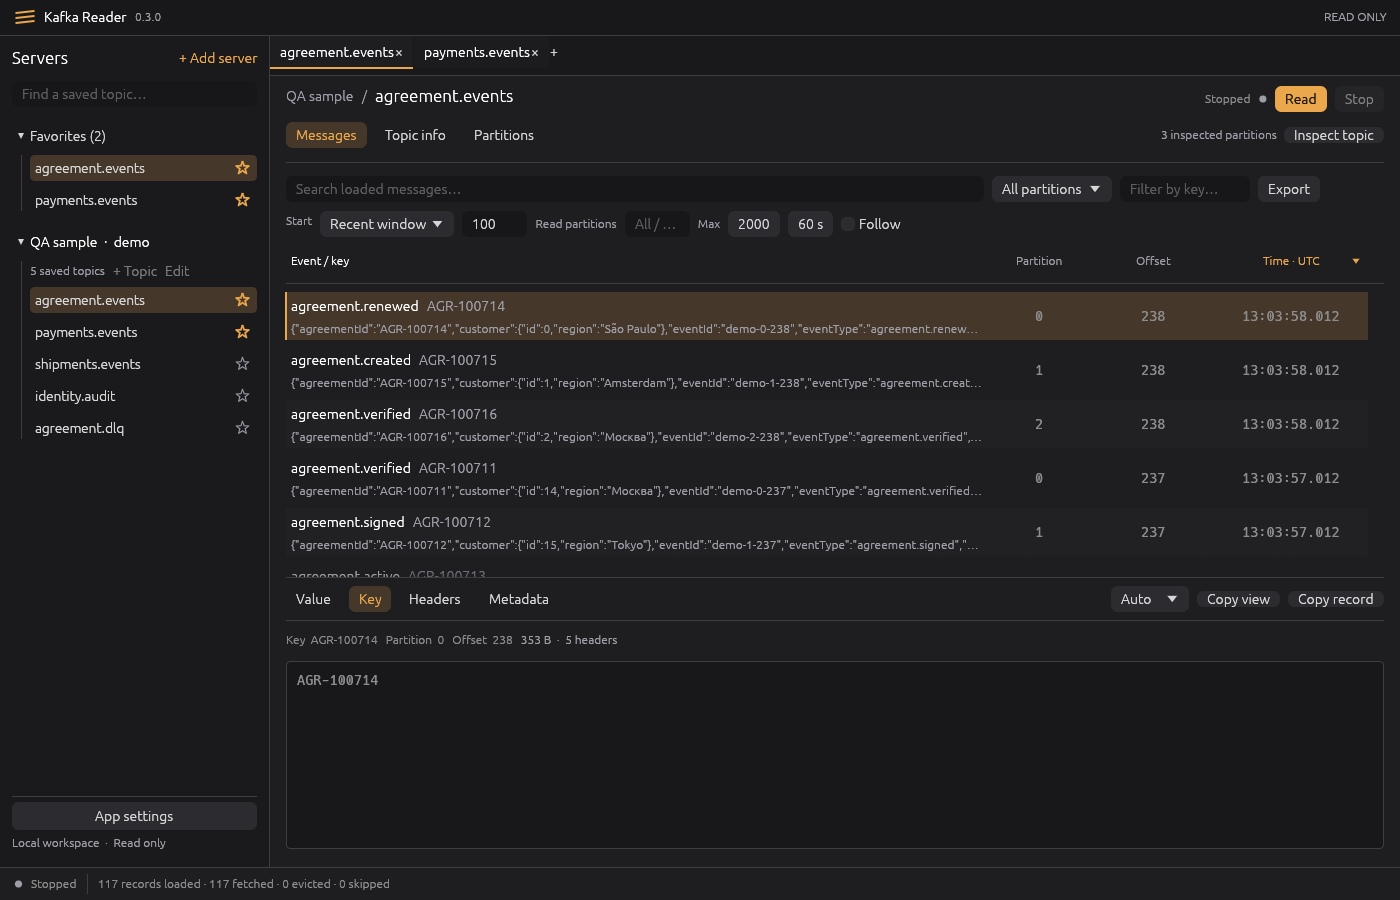 Kafka Reader 0.3.0
READ ONLY
Servers
+ Add server
Find a saved topic…
▾ Favorites (2)
agreement.events
payments.events
▾ QA sample · demo
5 saved topics + Topic Edit
agreement.events
payments.events
shipments.events
identity.audit
agreement.dlq
App settings
Local workspace · Read only
agreement.events× payments.events× +
QA sample / agreement.events
Stopped Read Stop
Messages Topic info Partitions
3 inspected partitions Inspect topic
Search loaded messages… All partitions Filter by key… Export
Start Recent window 100 Read partitions All / … Max 2000 60 s Follow
Event / key Partition Offset Time · UTC
agreement.renewed AGR-100714
{"agreementId":"AGR-100714","customer":{"id":0,"region":"São Paulo"},"eventId":"demo-0-238","eventType":"agreement.renew…
0 238 13:03:58.012
agreement.created AGR-100715
{"agreementId":"AGR-100715","customer":{"id":1,"region":"Amsterdam"},"eventId":"demo-1-238","eventType":"agreement.creat…
1 238 13:03:58.012
agreement.verified AGR-100716
{"agreementId":"AGR-100716","customer":{"id":2,"region":"Москва"},"eventId":"demo-2-238","eventType":"agreement.verified",…
2 238 13:03:58.012
agreement.verified AGR-100711
{"agreementId":"AGR-100711","customer":{"id":14,"region":"Москва"},"eventId":"demo-0-237","eventType":"agreement.verified…
0 237 13:03:57.012
agreement.signed AGR-100712
{"agreementId":"AGR-100712","customer":{"id":15,"region":"Tokyo"},"eventId":"demo-1-237","eventType":"agreement.signed","…
1 237 13:03:57.012
agreement.active AGR-100713
Value Key Headers Metadata
Auto Copy view Copy record
Key AGR-100714 Partition 0 Offset 238 353 B · 5 headers
AGR-100714
Stopped 117 records loaded · 117 fetched · 0 evicted · 0 skipped